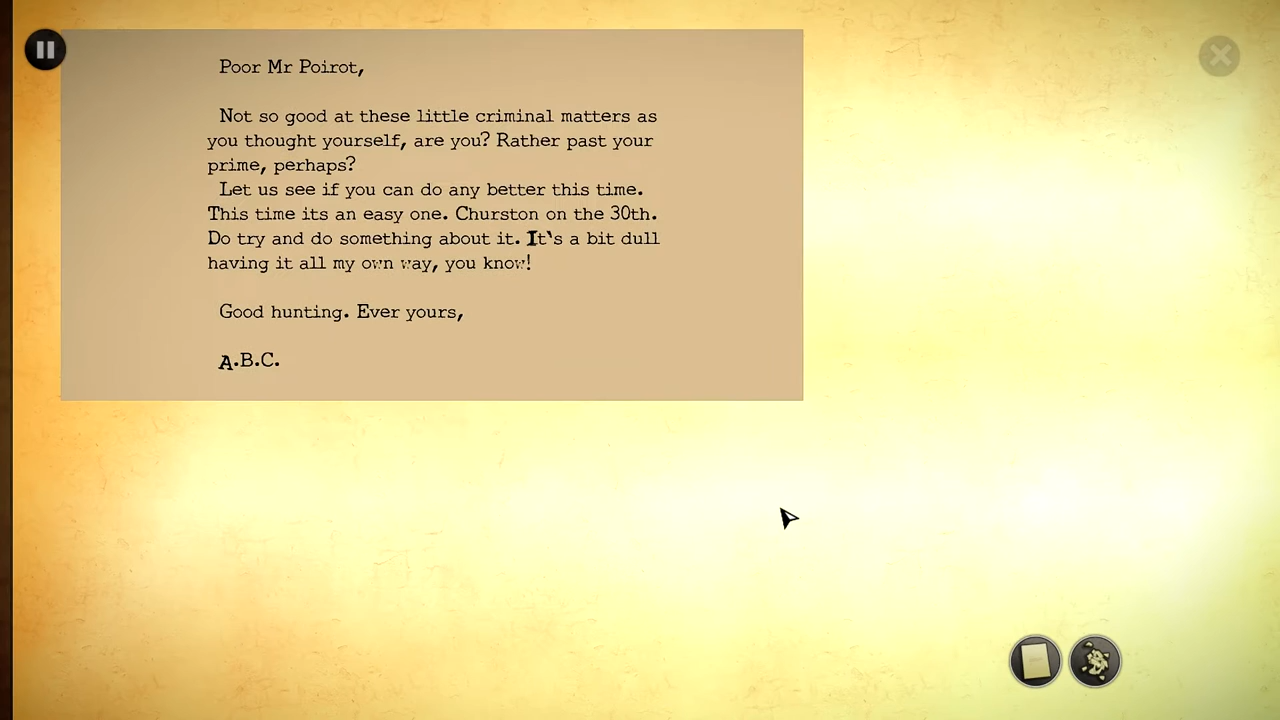 Poor Mr Poirot,
Not so good at these little criminal matters as
you thought yourself, are you? Rather past your
prime, perhaps?
Let us see if you can do any better this time.
This time its an easy one. Churston on the 30th.
Do try and do something about it. It's a bit dull
having it all my own way, you know!
Good hunting. Ever yours,
A.B.C.